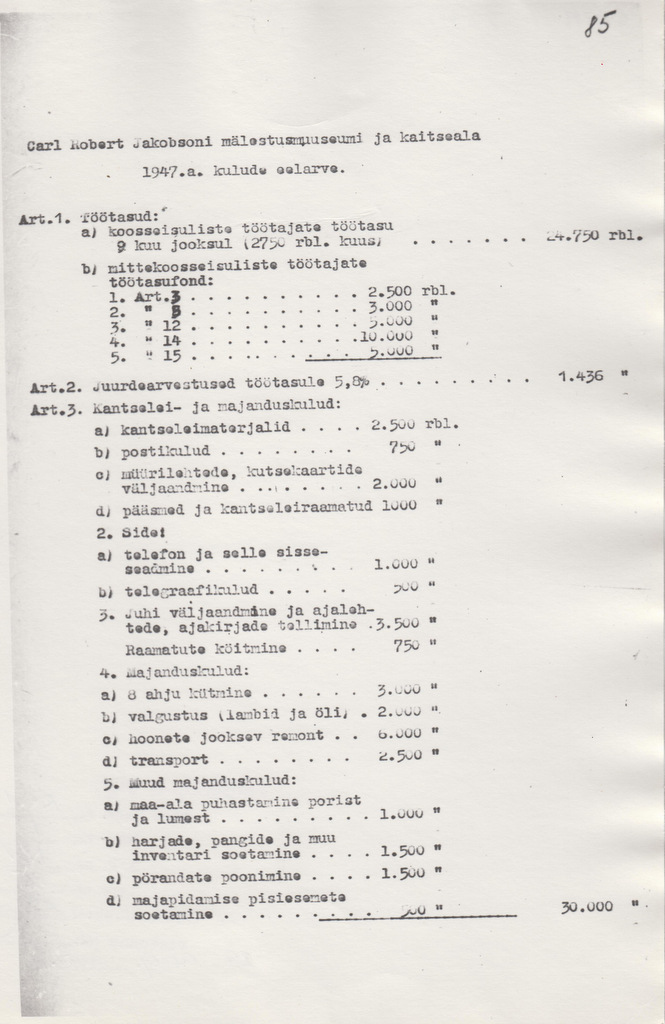 85
Carl Robert Jakobsoni mälestusmuuseumi ja kaitseala
1947.a. kulude eelarve.
Art.1. Töötasud:
a) koosseisuliste töötajate töötasu
9 kuu jooksul (2750 rbl. kuus) . . . . . . . 24.750 rbl.
b) mittekoosseisuliste töötajate
töötasufond:
1. Art.3 . . . . . . . . . . . 2.500 rbl.
2. " 8 . . . . . . . . . . . 3.000 "
3. " 12 . . . . . . . . . . 5.000 "
4. " 14 . . . . . . . . . .10.000 "
5. " 15 . . . . . . . . . . 5.000 "
Art.2. Juurdearvestused töötasule 5,8% . . . . . . . . . 1.436 "
Art.3. Kantselei- ja majanduskulud:
a) kantseleimaterjalid . . . . 2.500 rbl.
b) postikulud . . . . . . . . 750 "
c) müürilehtede, kutsekaartide
väljaandmine . . . . . . . . 2.000 "
d) pääsmed ja kantseleiraamatud 1000 "
2. Side:
a) telefon ja selle sisse-
seadmine . . . . . . . . . 1.000 "
b) telegraafikulud . . . . . 500 "
3. Juhi väljaandmine ja ajaleh-
tede, ajakirjade tellimine .3.500 "
Raamatute köitmine . . . . 750 "
4. Majanduskulud:
a) 8 ahju kütmine . . . . . . 3.000 "
b) valgustus (lambid ja õli) . 2.000 "
c) hoonete jooksev remont . . 6.000 "
d) transport . . . . . . . . 2.500 "
5. Muud majanduskulud:
a) maa-ala puhastamine porist
ja lumest . . . . . . . . . 1.000 "
b) harjade, pangide ja muu
inventari soetamine . . . . 1.500 "
c) põrandate poonimine . . . . 1.500 "
d) majapidamise pisiesemete
soetamine . . . . . . . . . 500 " 30.000 "